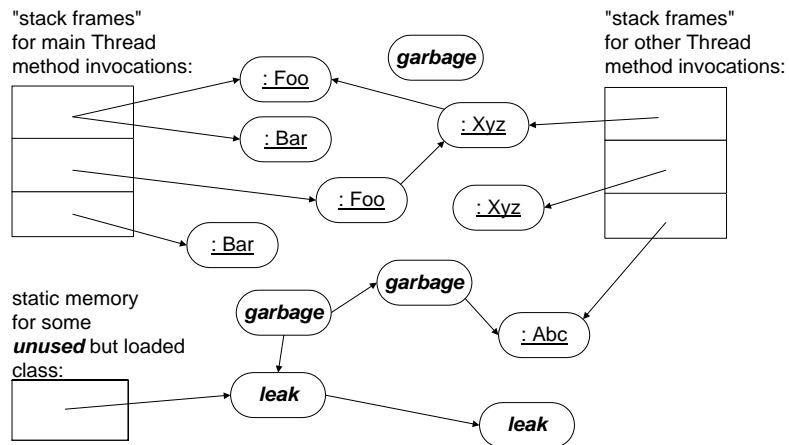 "stack frames"
for main Thread
method invocations:
"stack frames"
for other Thread
method invocations:
garbage
: Foo
: Xyz
: Bar
: Foo
: Xyz
: Bar
garbage
static memory
for some
unused but loaded
class:
garbage
: Abc
leak
leak